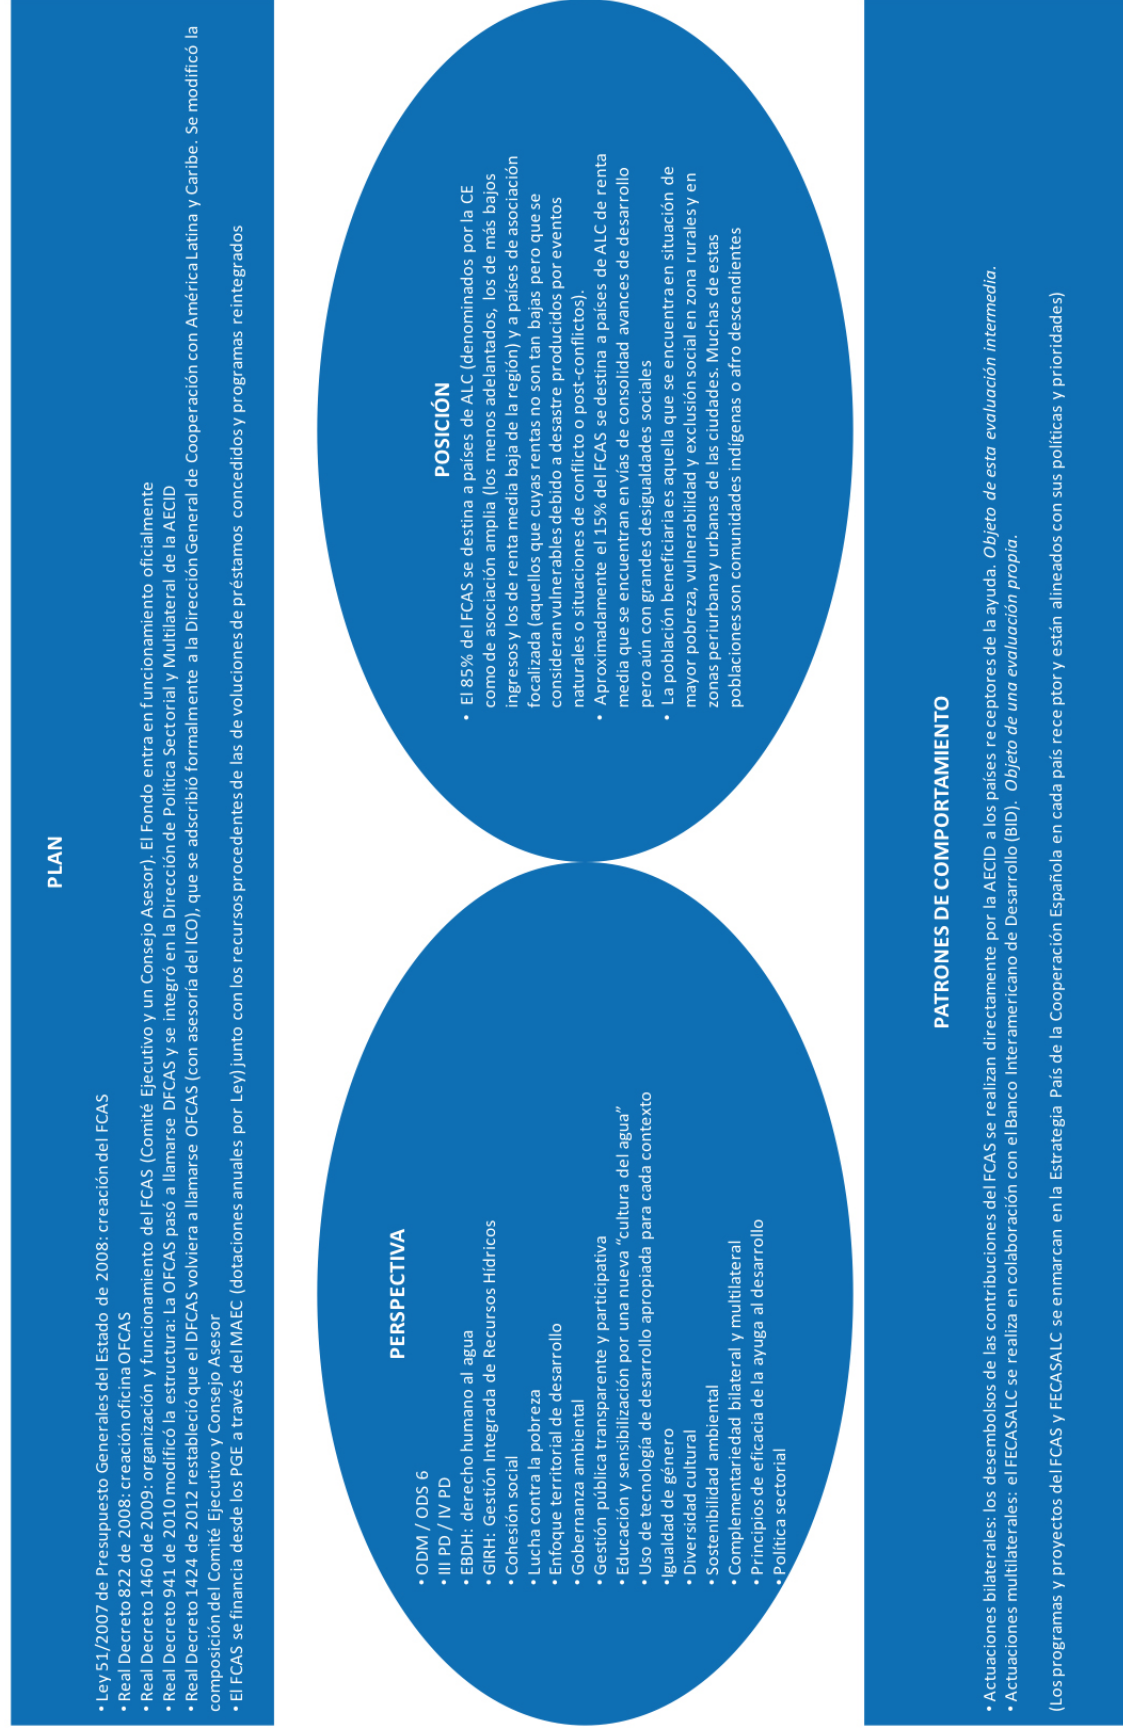 PLAN
• Ley 51/2007 de Presupuesto Generales del Estado de 2008: creación del FCAS
• Real Decreto 822 de 2008: creación oficina OFCAS
• Real Decreto 1460 de 2009: organización y funcionamiento del FCAS (Comité Ejecutivo y un Consejo Asesor). El Fondo entra en funcionamiento oficialmente
• Real Decreto 941 de 2010 modificó la estructura: La OFCAS pasó a llamarse DFCAS y se integró en la Dirección de Política Sectorial y Multilateral de la AECID
• Real Decreto 1424 de 2012 restableció que el DFCAS volviera a llamarse OFCAS (con asesoría del ICO), que se adscribió formalmente a la Dirección General de Cooperación con América Latina y Caribe. Se modificó la
composición del Comité Ejecutivo y Consejo Asesor
• El FCAS se financia desde los PGE a través del MAEC (dotaciones anuales por Ley) junto con los recursos procedentes de las devoluciones de préstamos concedidos y programas reintegrados
PERSPECTIVA
• ODM / ODS 6
• III PD / IV PD
• EBDH: derecho humano al agua
• GIRH: Gestión Integrada de Recursos Hídricos
• Cohesión social
• Lucha contra la pobreza
• Enfoque territorial de desarrollo
• Gobernanza ambiental
• Gestión pública transparente y participativa
• Educación y sensibilización por una nueva “cultura del agua”
• Uso de tecnología de desarrollo apropiada para cada contexto
• Igualdad de género
• Diversidad cultural
• Sostenibilidad ambiental
• Complementariedad bilateral y multilateral
• Principios de eficacia de la ayuga al desarrollo
• Política sectorial
POSICIÓN
• El 85% del FCAS se destina a países de ALC (denominados por la CE
como de asociación amplia (los menos adelantados, los de más bajos
ingresos y los de renta media baja de la región) y a países de asociación
focalizada (aquellos que cuyas rentas no son tan bajas pero que se
consideran vulnerables debido a desastre producidos por eventos
naturales o situaciones de conflicto o post-conflictos).
• Aproximadamente el 15% del FCAS se destina a países de ALC de renta
media que se encuentran en vías de consolidad avances de desarrollo
pero aún con grandes desigualdades sociales
• La población beneficiaria es aquella que se encuentra en situación de
mayor pobreza, vulnerabilidad y exclusión social en zona rurales y en
zonas periurbana y urbanas de las ciudades. Muchas de estas
poblaciones son comunidades indígenas o afro descendientes
PATRONES DE COMPORTAMIENTO
• Actuaciones bilaterales: los desembolsos de las contribuciones del FCAS se realizan directamente por la AECID a los países receptores de la ayuda. Objeto de esta evaluación intermedia.
• Actuaciones multilaterales: el FECASALC se realiza en colaboración con el Banco Interamericano de Desarrollo (BID). Objeto de una evaluación propia.
(Los programas y proyectos del FCAS y FECASALC se enmarcan en la Estrategia País de la Cooperación Española en cada país receptor y están alineados con sus políticas y prioridades)